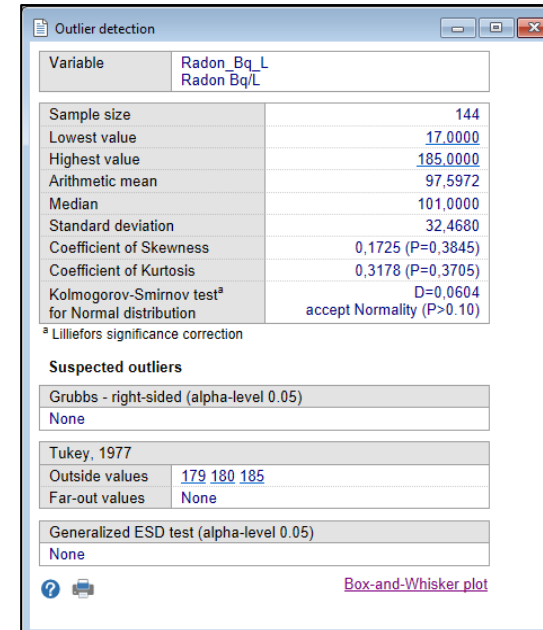 Outlier detection
Variable Radon_Bq_L
Radon Bq/L
Sample size 144
Lowest value 17,0000
Highest value 185,0000
Arithmetic mean 97,5972
Median 101,0000
Standard deviation 32,4680
Coefficient of Skewness 0,1725 (P=0,3845)
Coefficient of Kurtosis 0,3178 (P=0,3705)
Kolmogorov-Smirnov testᵃ D=0,0604
for Normal distribution accept Normality (P>0.10)
ᵃ Lilliefors significance correction
Suspected outliers
Grubbs - right-sided (alpha-level 0.05)
None
Tukey, 1977
Outside values 179 180 185
Far-out values None
Generalized ESD test (alpha-level 0.05)
None
Box-and-Whisker plot